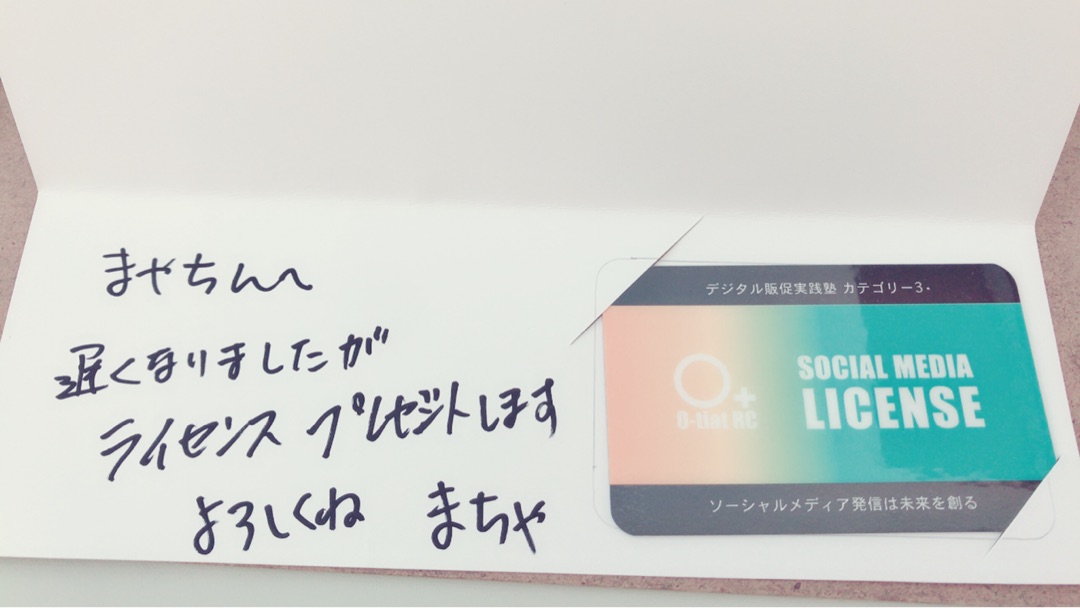 まやちんへ
遅くなりましたが
ライセンス プレゼントします
よろしくね まちや
デジタル販促実践塾 カテゴリー3.
O+
SOCIAL MEDIA
LICENSE
ソーシャルメディア発信は未来を創る